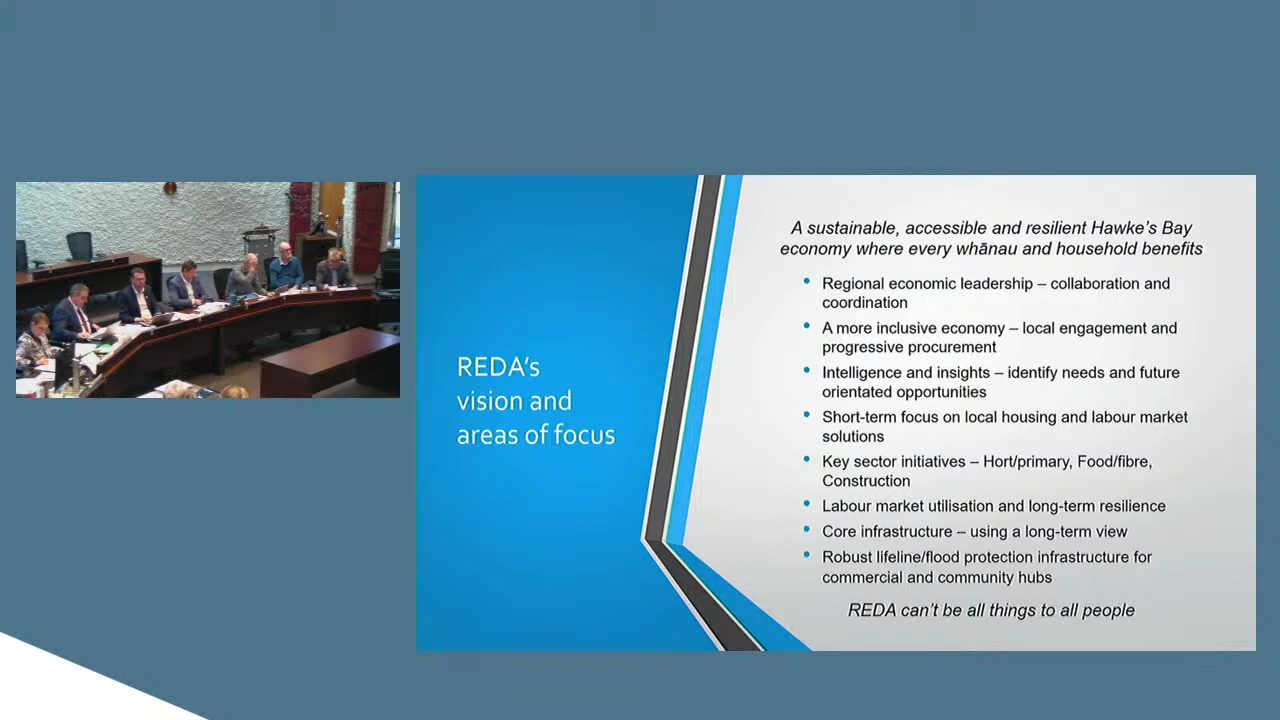 REDA's
vision and
areas of focus
A sustainable, accessible and resilient Hawke's Bay
economy where every whānau and household benefits
• Regional economic leadership – collaboration and
coordination
• A more inclusive economy – local engagement and
progressive procurement
• Intelligence and insights – identify needs and future
orientated opportunities
• Short-term focus on local housing and labour market
solutions
• Key sector initiatives – Hort/primary, Food/fibre,
Construction
• Labour market utilisation and long-term resilience
• Core infrastructure – using a long-term view
• Robust lifeline/flood protection infrastructure for
commercial and community hubs
REDA can't be all things to all people